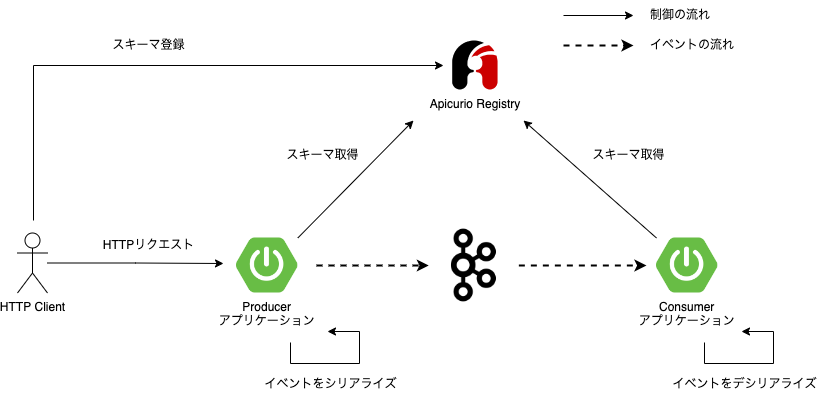 制御の流れ
スキーマ登録
イベントの流れ
Apicurio Registry
スキーマ取得
スキーマ取得
HTTPリクエスト
HTTP Client
Producer
アプリケーション
Consumer
アプリケーション
イベントをシリアライズ
イベントをデシリアライズ